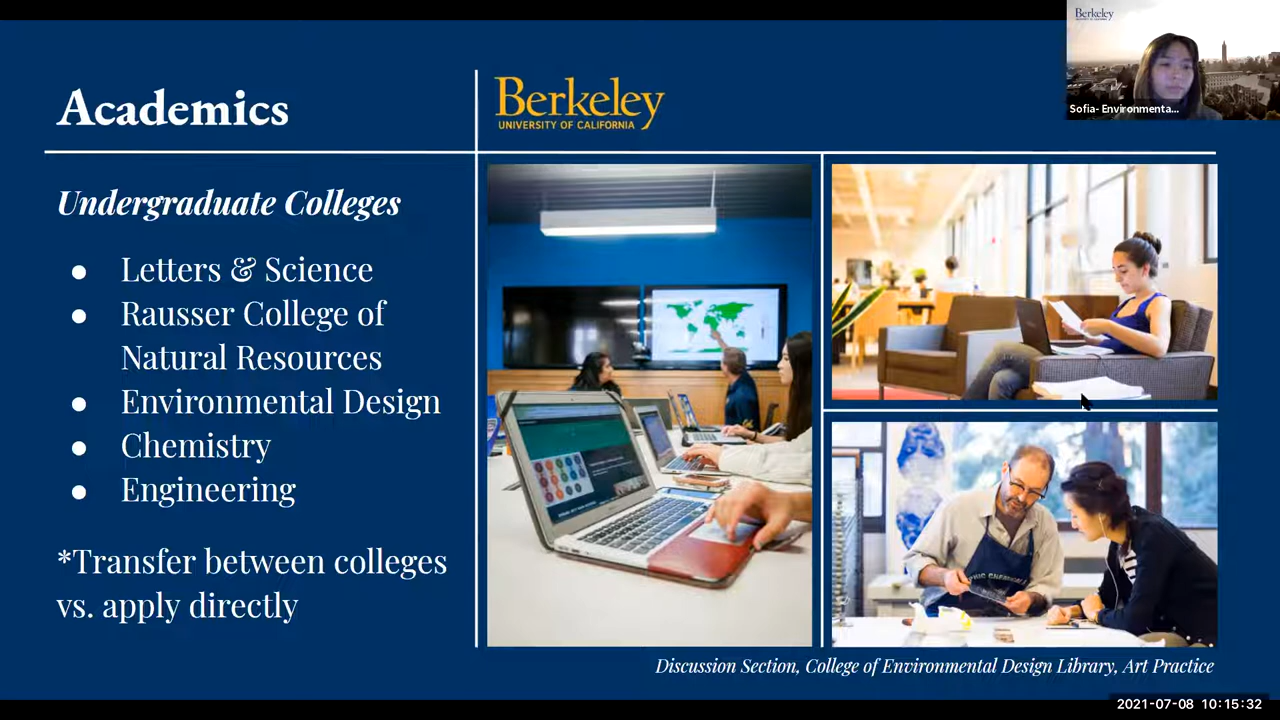 Berkeley
Sofia- Environmenta...
Academics
Berkeley
UNIVERSITY OF CALIFORNIA
Undergraduate Colleges
● Letters & Science
● Rausser College of
Natural Resources
● Environmental Design
● Chemistry
● Engineering
*Transfer between colleges
vs. apply directly
Discussion Section, College of Environmental Design Library, Art Practice
2021-07-08 10:15:32